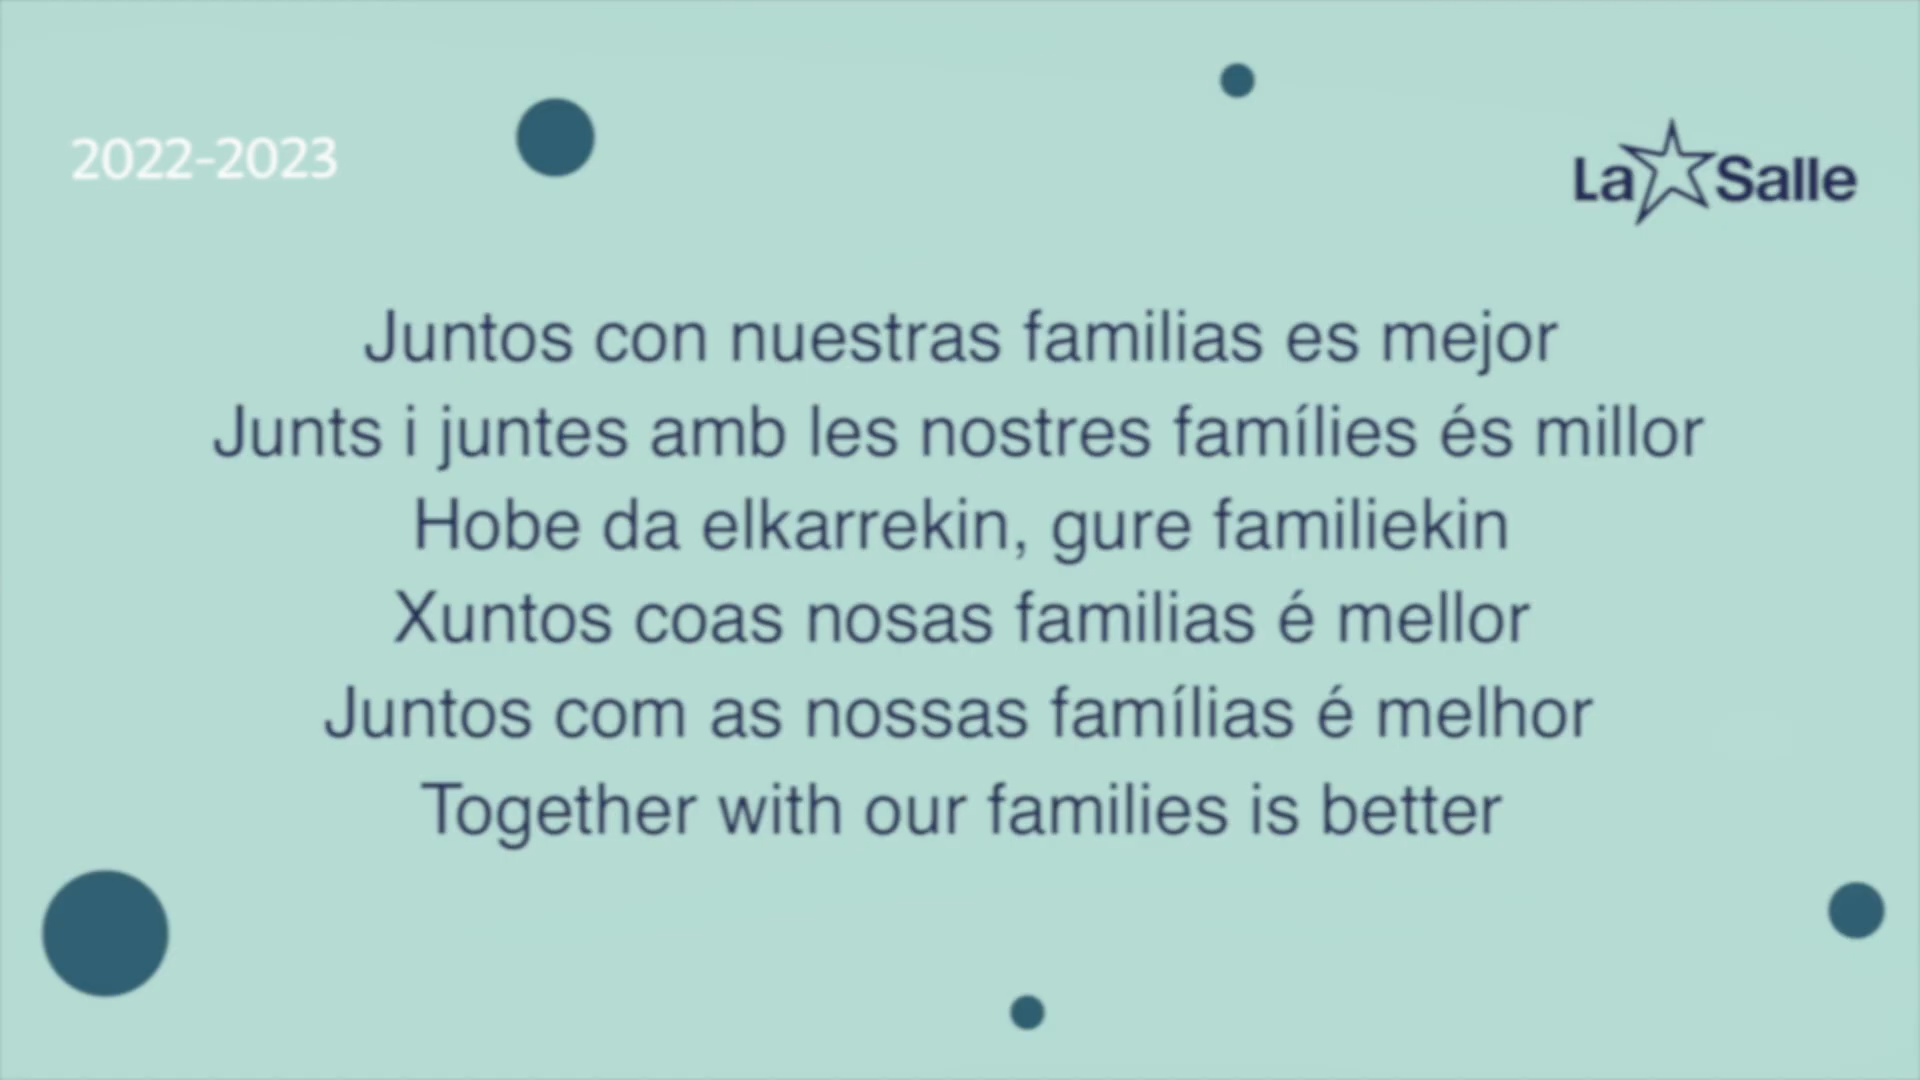 2022-2023
La Salle
Juntos con nuestras familias es mejor
Junts i juntes amb les nostres famílies és millor
Hobe da elkarrekin, gure familiekin
Xuntos coas nosas familias é mellor
Juntos com as nossas famílias é melhor
Together with our families is better